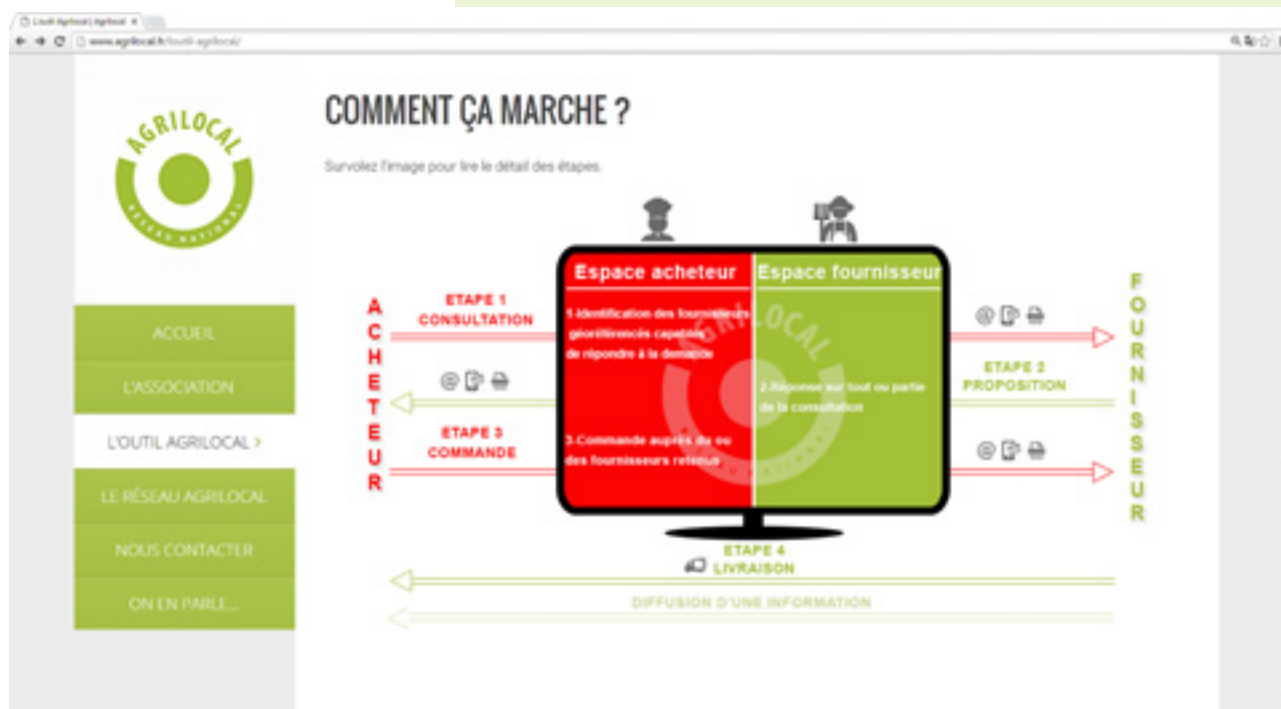 L'outil Agrilocal | Agrilocal
www.agrilocal.fr/loutil-agrilocal/
AGRILOCAL
RÉSEAU NATIONAL
ACCUEIL
L'ASSOCIATION
L'OUTIL AGRILOCAL >
LE RÉSEAU AGRILOCAL
NOUS CONTACTER
ON EN PARLE...
COMMENT ÇA MARCHE ?
Survolez l'image pour lire le détail des étapes.
ACHETEUR
ETAPE 1
CONSULTATION
ETAPE 3
COMMANDE
Espace acheteur
1-Identification des fournisseurs
géoréférencés capables
de répondre à la demande
3.Commande auprès du ou
des fournisseurs retenus
Espace fournisseur
2.Réponse sur tout ou partie
de la consultation
AGRILOCAL
RÉSEAU NATIONAL
ETAPE 2
PROPOSITION
FOURNISSEUR
ETAPE 4
LIVRAISON
DIFFUSION D'UNE INFORMATION